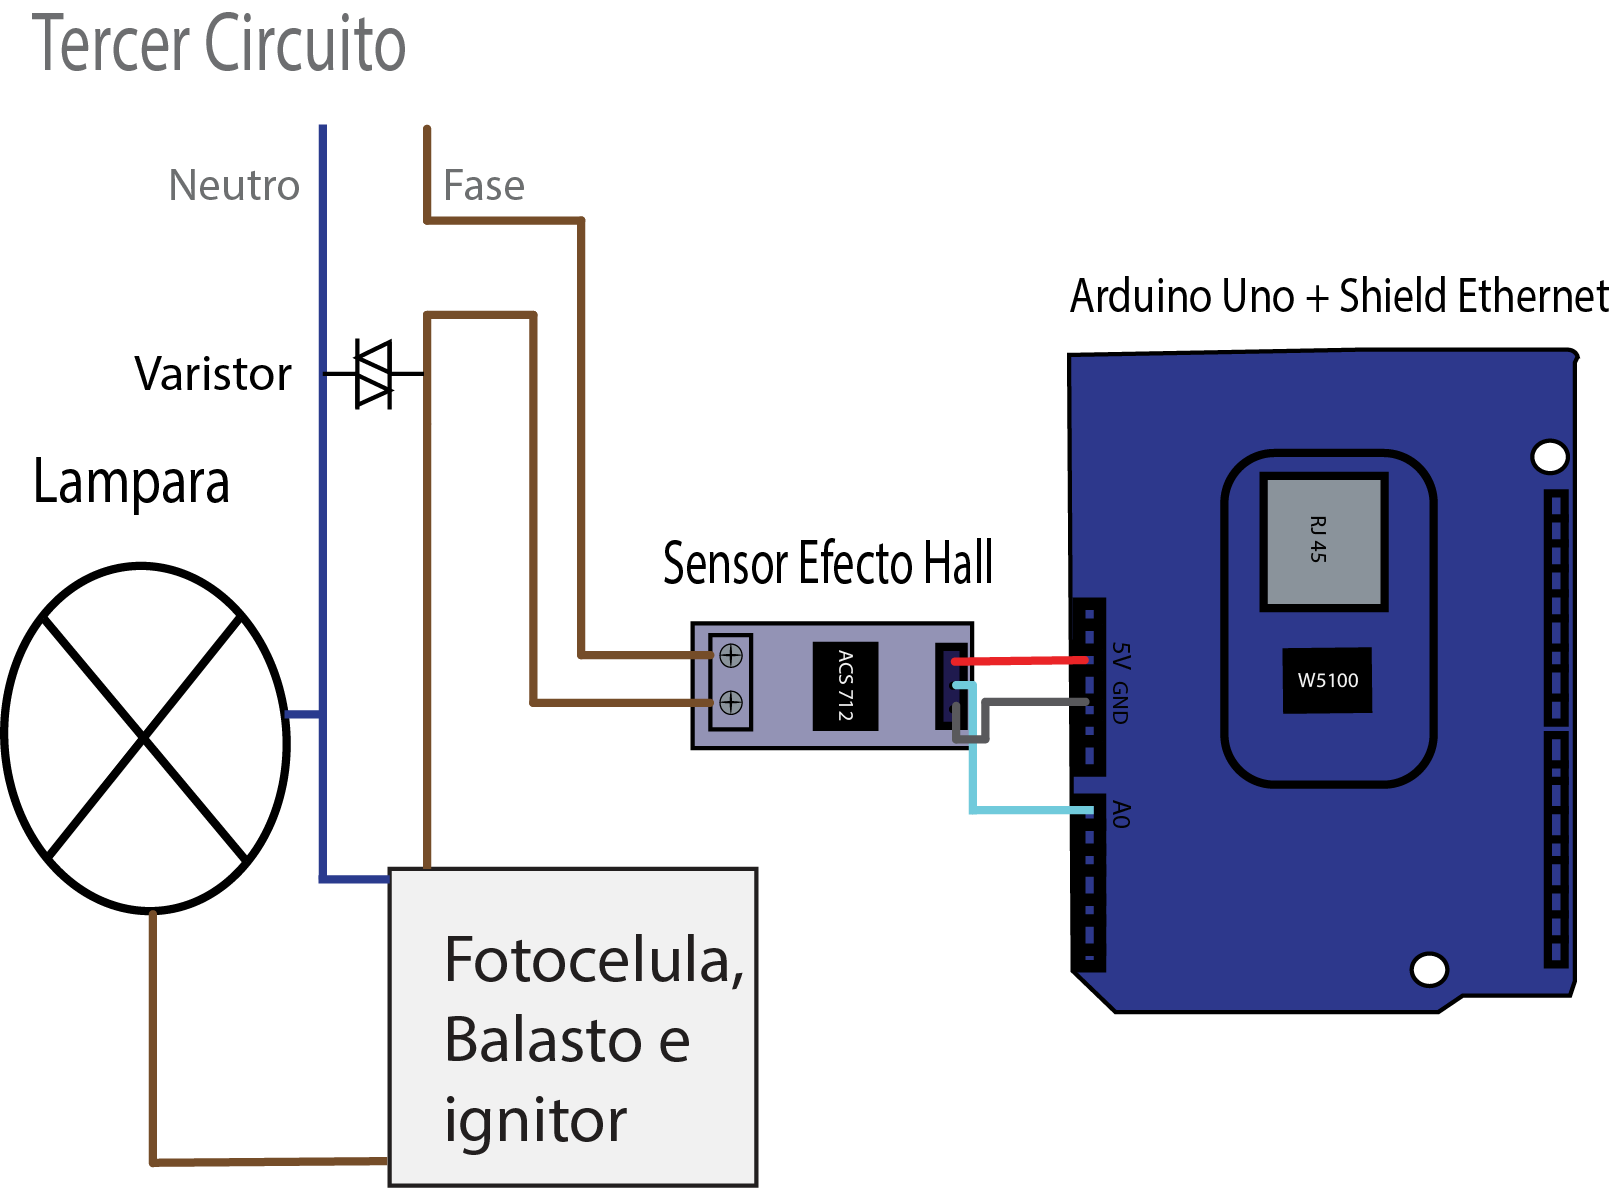 Tercer Circuito
Neutro
Fase
Arduino Uno + Shield Ethernet
Varistor
Lampara
RJ 45
Sensor Efecto Hall
ACS 712
5V
GND
W5100
A0
Fotocelula,
Balasto e
ignitor